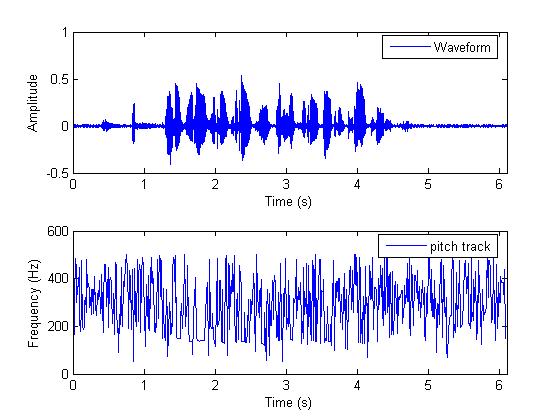 1
Waveform
0.5
Amplitude
0
-0.5
0 1 2 3 4 5 6
Time (s)
600
pitch track
400
Frequency (Hz)
200
0
0 1 2 3 4 5 6
Time (s)